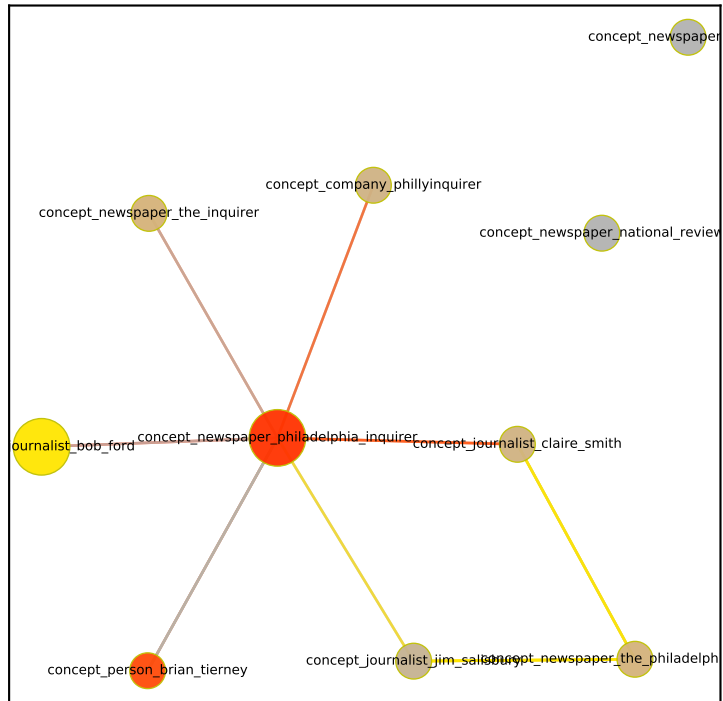 concept_newspaper
concept_company_phillyinquirer
concept_newspaper_the_inquirer
concept_newspaper_national_review
concept_newspaper_philadelphia_inquirer
ournalist_bob_ford
concept_journalist_claire_smith
concept_journalist_jim_salisbury
concept_newspaper_the_philadelph
concept_person_brian_tierney